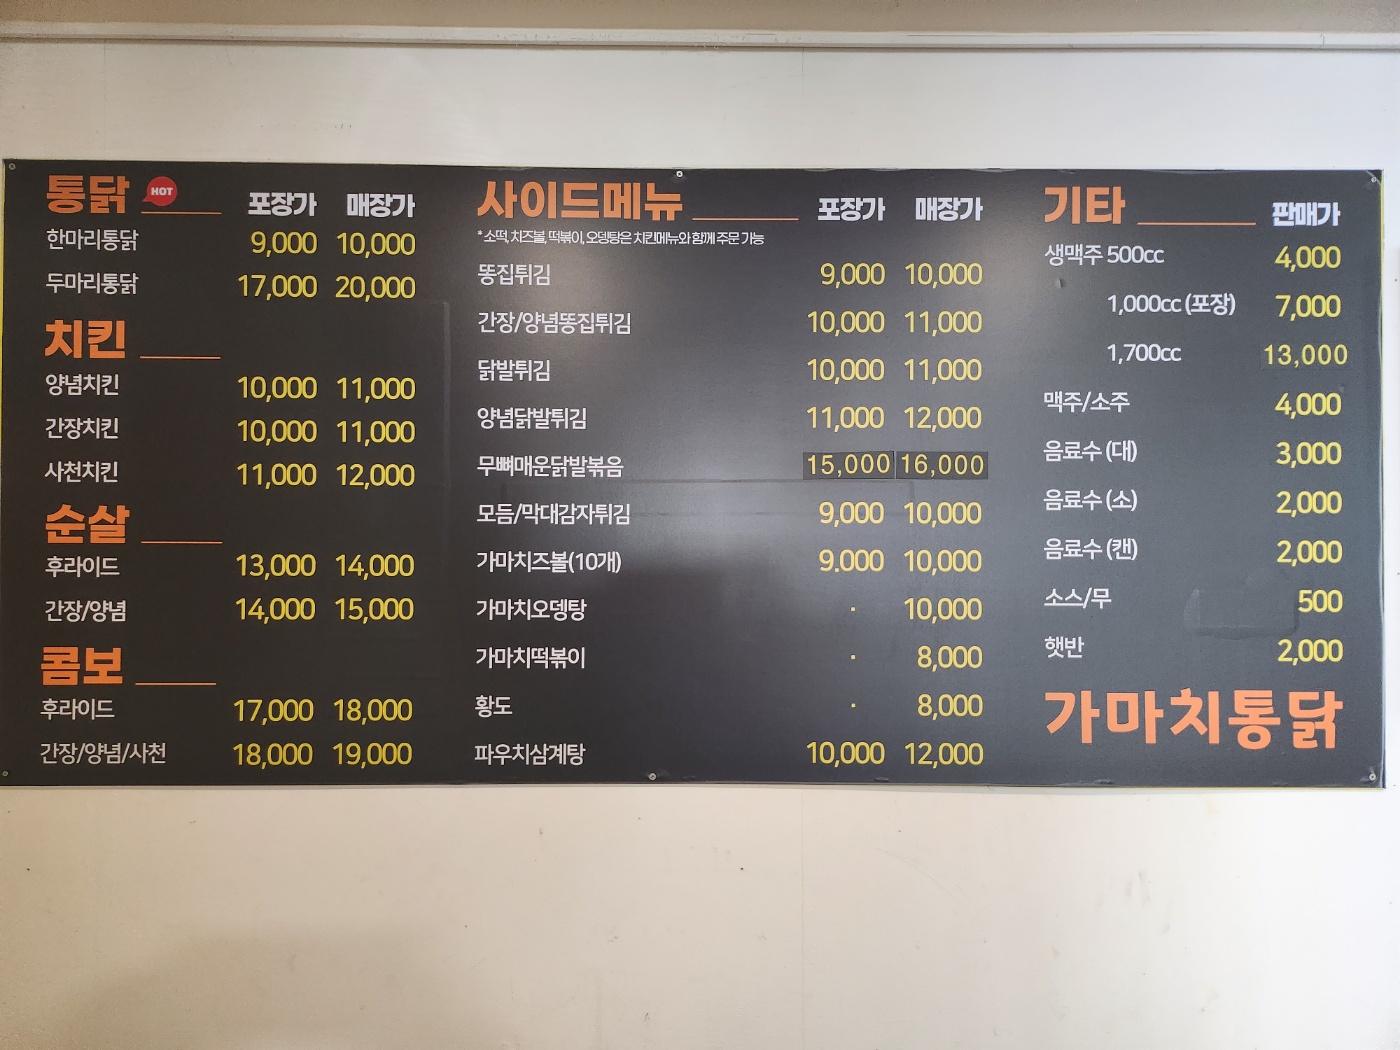 통닭 HOT 포장가 매장가
한마리통닭 9,000 10,000
두마리통닭 17,000 20,000
치킨
양념치킨 10,000 11,000
간장치킨 10,000 11,000
사천치킨 11,000 12,000
순살
후라이드 13,000 14,000
간장/양념 14,000 15,000
콤보
후라이드 17,000 18,000
간장/양념/사천 18,000 19,000
사이드메뉴 포장가 매장가
* 소떡, 치즈볼, 떡볶이, 오뎅탕은 치킨메뉴와 함께 주문 가능
똥집튀김 9,000 10,000
간장/양념똥집튀김 10,000 11,000
닭발튀김 10,000 11,000
양념닭발튀김 11,000 12,000
무뼈매운닭발볶음 15,000 16,000
모듬/막대감자튀김 9,000 10,000
가마치즈볼(10개) 9.000 10,000
가마치오뎅탕 · 10,000
가마치떡볶이 · 8,000
황도 · 8,000
파우치삼계탕 10,000 12,000
기타 판매가
생맥주 500cc 4,000
1,000cc (포장) 7,000
1,700cc 13,000
맥주/소주 4,000
음료수 (대) 3,000
음료수 (소) 2,000
음료수 (캔) 2,000
소스/무 500
햇반 2,000
가마치통닭